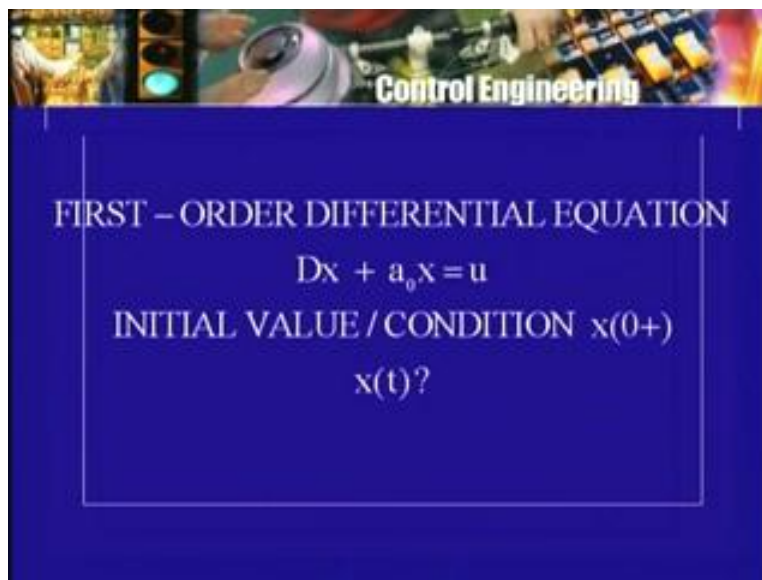 Control Engineering
FIRST – ORDER DIFFERENTIAL EQUATION
Dx + a₀x = u
INITIAL VALUE / CONDITION x(0+)
x(t)?